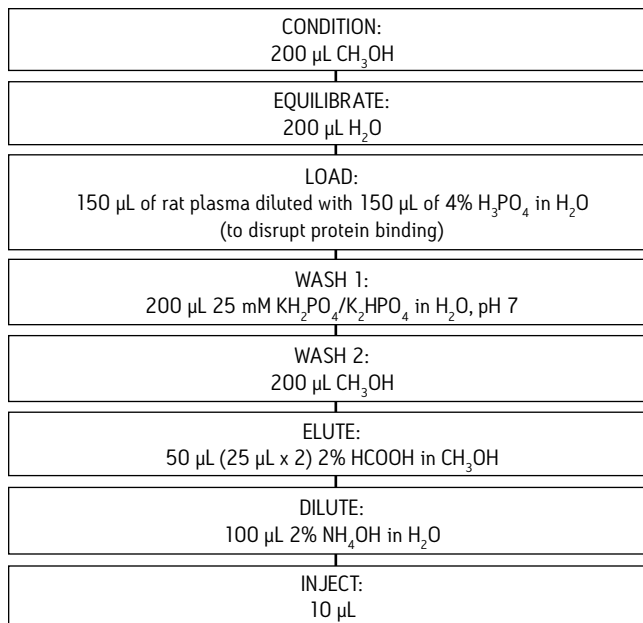 CONDITION:
200 µL CH₃OH
EQUILIBRATE:
200 µL H₂O
LOAD:
150 µL of rat plasma diluted with 150 µL of 4% H₃PO₄ in H₂O
(to disrupt protein binding)
WASH 1:
200 µL 25 mM KH₂PO₄/K₂HPO₄ in H₂O, pH 7
WASH 2:
200 µL CH₃OH
ELUTE:
50 µL (25 µL x 2) 2% HCOOH in CH₃OH
DILUTE:
100 µL 2% NH₄OH in H₂O
INJECT:
10 µL